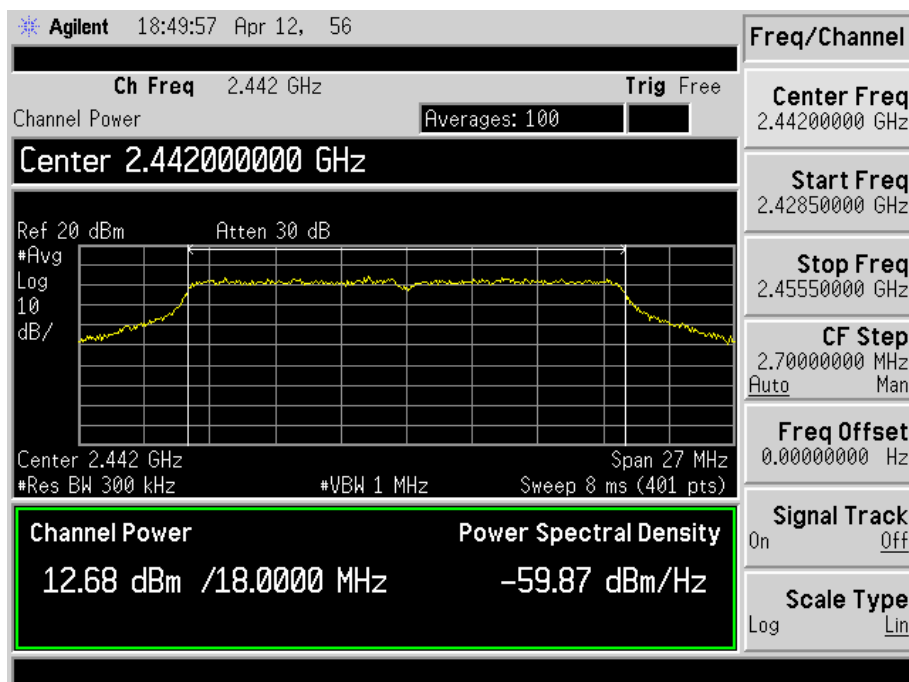 Agilent 18:49:57 Apr 12, 56
Ch Freq 2.442 GHz Trig Free
Channel Power Averages: 100
Center 2.442000000 GHz
Ref 20 dBm Atten 30 dB
#Avg
Log
10
dB/
Center 2.442 GHz Span 27 MHz
#Res BW 300 kHz #VBW 1 MHz Sweep 8 ms (401 pts)
Channel Power Power Spectral Density
12.68 dBm /18.0000 MHz -59.87 dBm/Hz
Freq/Channel
Center Freq
2.44200000 GHz
Start Freq
2.42850000 GHz
Stop Freq
2.45550000 GHz
CF Step
2.70000000 MHz
Auto Man
Freq Offset
0.00000000 Hz
Signal Track
On Off
Scale Type
Log Lin